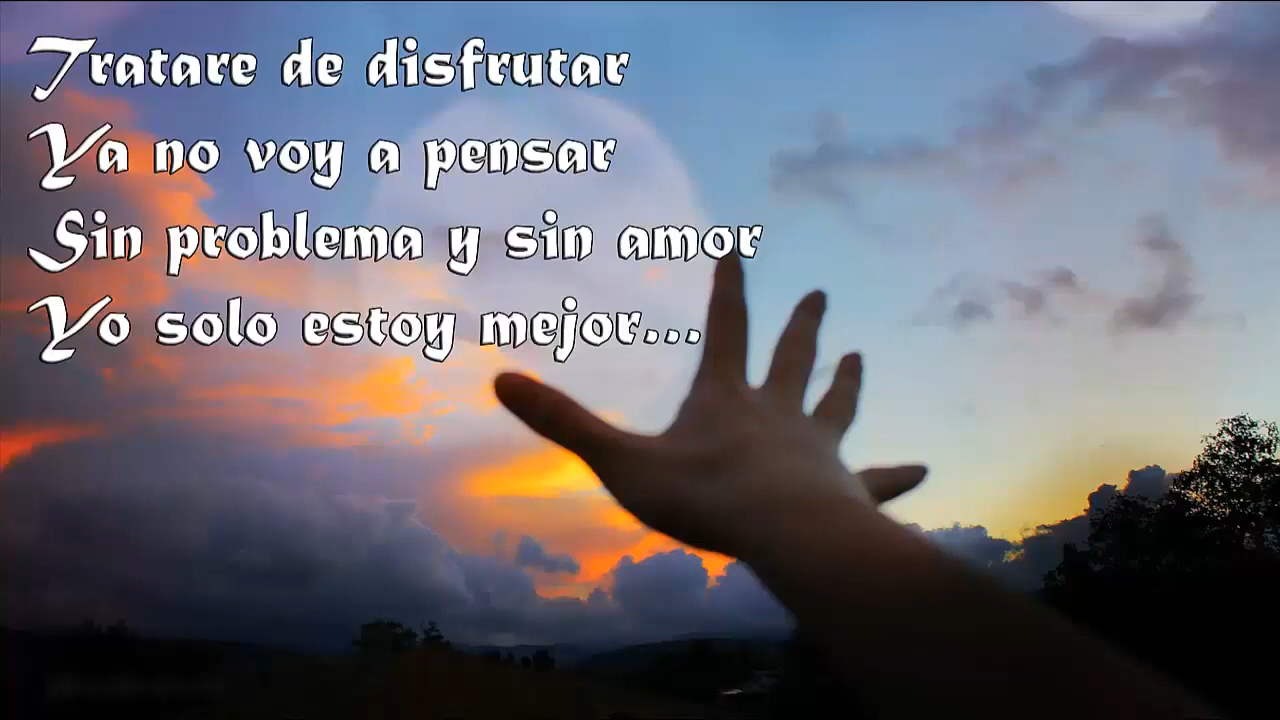 Tratare de disfrutar
Ya no voy a pensar
Sin problema y sin amor
Yo solo estoy mejor...